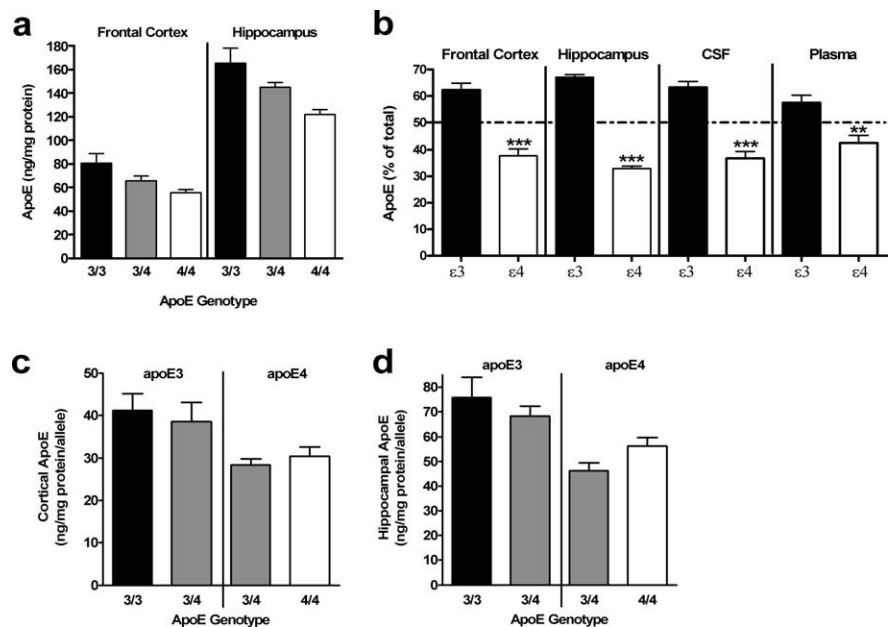 a
Frontal Cortex Hippocampus
ApoE (ng/mg protein)
180
160
140
120
100
80
60
40
20
0
3/3 3/4 4/4 3/3 3/4 4/4
ApoE Genotype
b
Frontal Cortex Hippocampus CSF Plasma
ApoE (% of total)
70
60
50
40
30
20
10
0
*** *** *** **
ε3 ε4 ε3 ε4 ε3 ε4 ε3 ε4
c
apoE3 apoE4
Cortical ApoE
(ng/mg protein/allele)
50
40
30
20
10
0
3/3 3/4 3/4 4/4
ApoE Genotype
d
apoE3 apoE4
Hippocampal ApoE
(ng/mg protein/allele)
80
70
60
50
40
30
20
10
0
3/3 3/4 3/4 4/4
ApoE Genotype